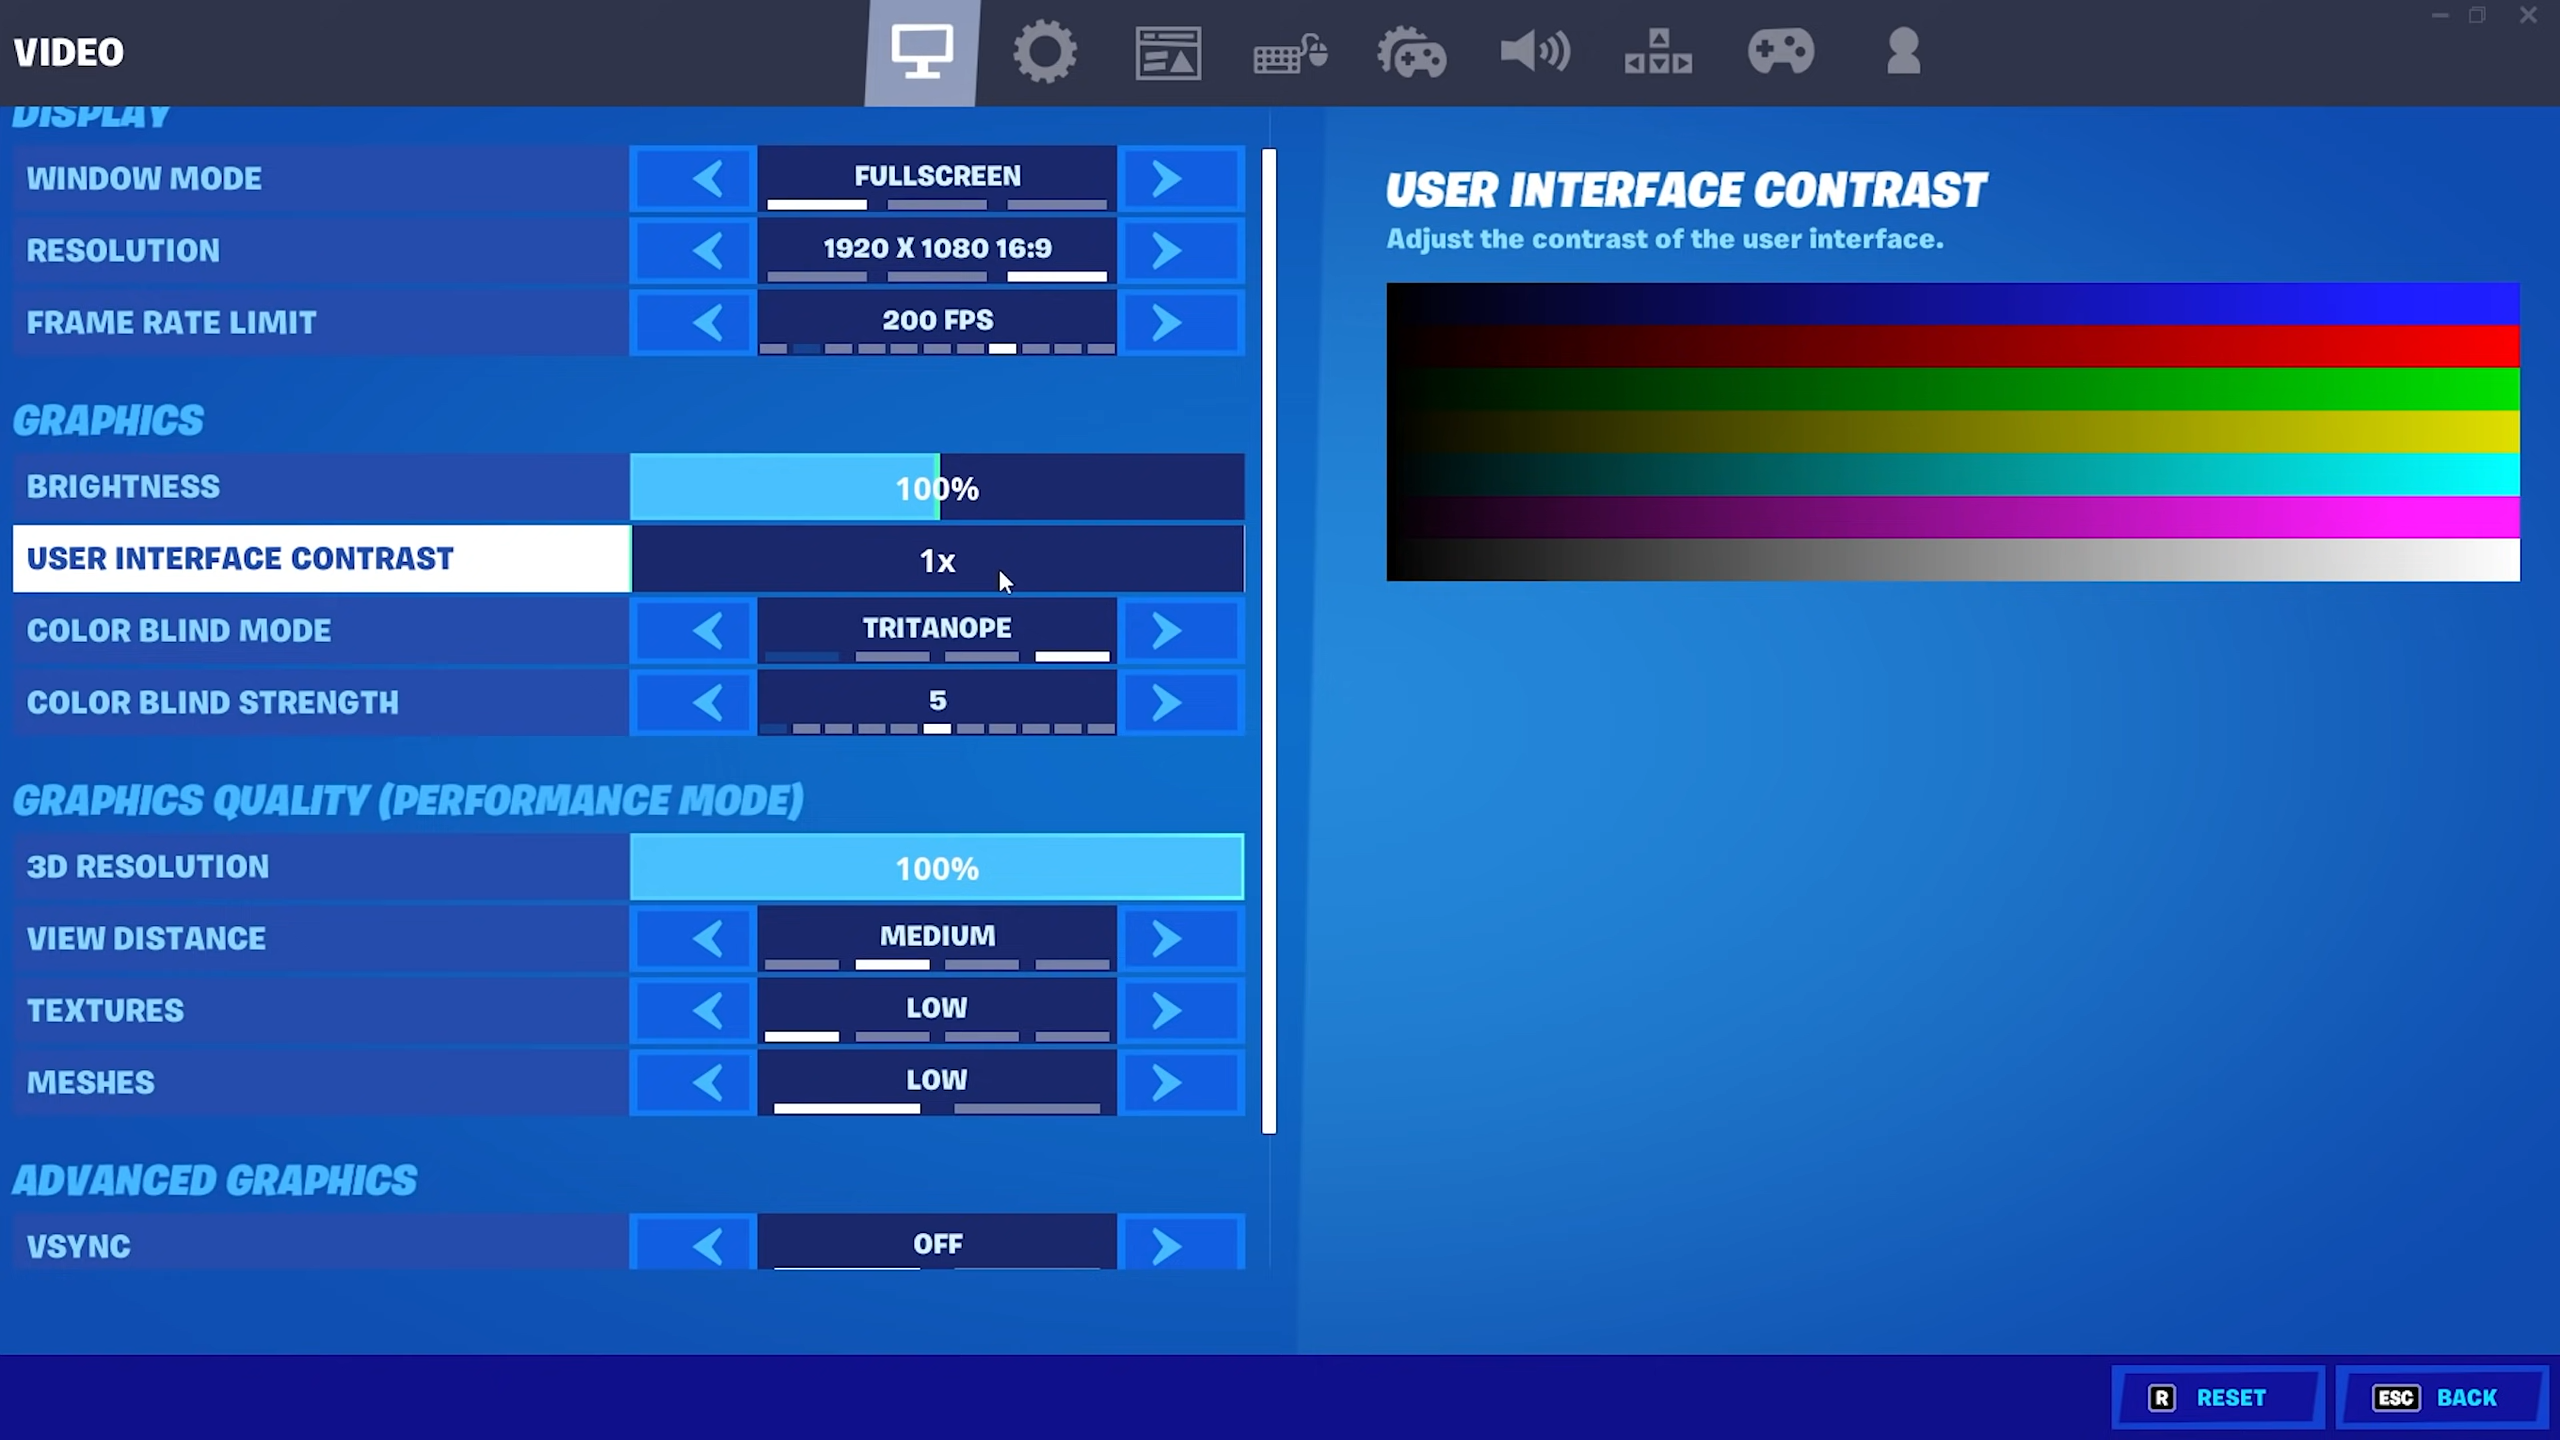 VIDEO
DISPLAY
WINDOW MODE
FULLSCREEN
RESOLUTION
1920 X 1080 16:9
FRAME RATE LIMIT
200 FPS
GRAPHICS
BRIGHTNESS
100%
USER INTERFACE CONTRAST
1x
COLOR BLIND MODE
TRITANOPE
COLOR BLIND STRENGTH
5
GRAPHICS QUALITY (PERFORMANCE MODE)
3D RESOLUTION
100%
VIEW DISTANCE
MEDIUM
TEXTURES
LOW
MESHES
LOW
ADVANCED GRAPHICS
VSYNC
OFF
USER INTERFACE CONTRAST
Adjust the contrast of the user interface.
R RESET
ESC BACK